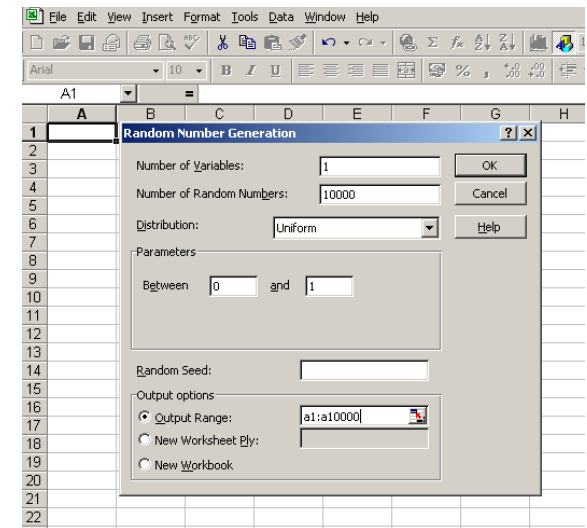 File Edit View Insert Format Tools Data Window Help
Arial 10 B I U % , .00
A1 =
A B C D E F G H
1 Random Number Generation ? X
2
3 Number of Variables: 1 OK
4 Number of Random Numbers: 10000 Cancel
5
6 Distribution: Uniform Help
7 Parameters
8
9 Between 0 and 1
10
11
12
13
14 Random Seed:
15 Output options
16 Output Range: a1:a10000
17
18 New Worksheet Ply:
19 New Workbook
20
21
22